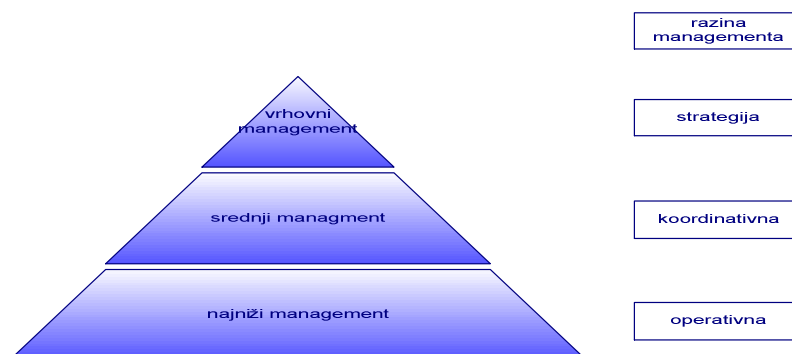 razina
managementa
vrhovni
management
strategija
srednji managment
koordinativna
najniži management
operativna